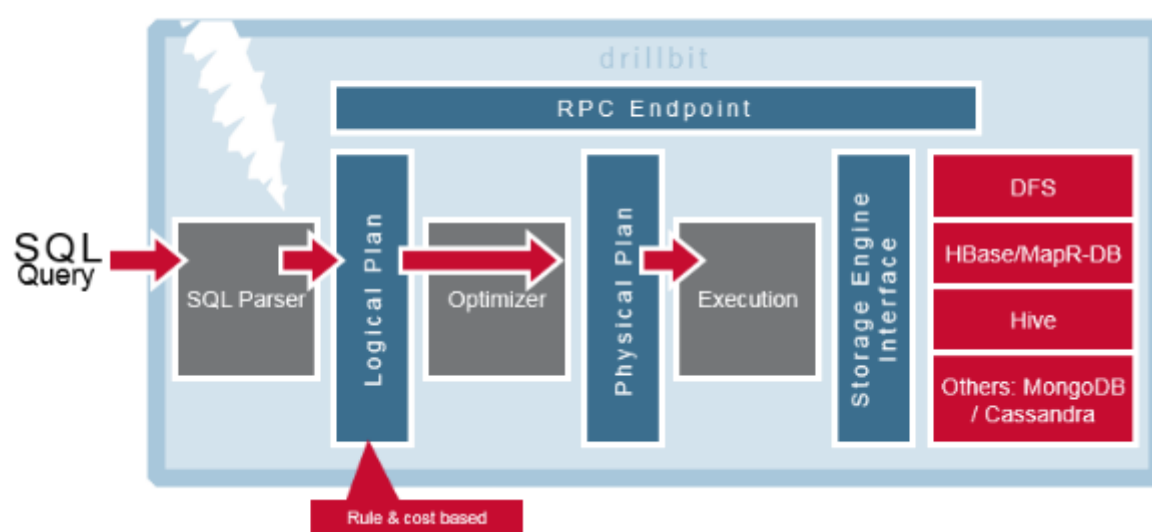 drillbit
RPC Endpoint
SQL
Query
SQL Parser
Logical Plan
Optimizer
Physical Plan
Execution
Storage Engine
Interface
DFS
HBase/MapR-DB
Hive
Others: MongoDB
/ Cassandra
Rule & cost based